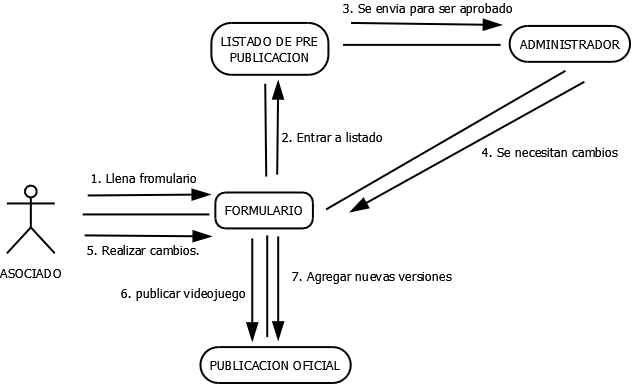 3. Se envia para ser aprobado
LISTADO DE PRE
PUBLICACION
ADMINISTRADOR
2. Entrar a listado
4. Se necesitan cambios
1. Llena fromulario
FORMULARIO
5. Realizar cambios.
ASOCIADO
7. Agregar nuevas versiones
6. publicar videojuego
PUBLICACION OFICIAL